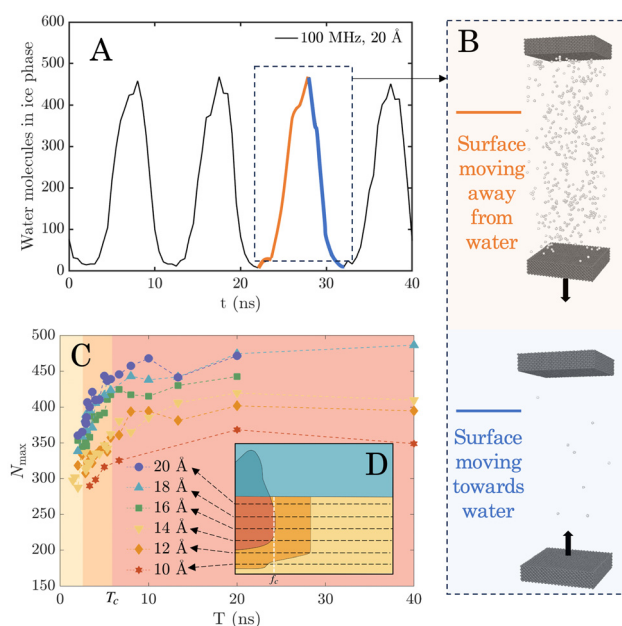 A
100 MHz, 20 Å
Water molecules in ice phase
600
500
400
300
200
100
0
0
10
20
30
40
t (ns)
B
Surface
moving
away
from
water
Surface
moving
towards
water
C
N_max
500
450
400
350
300
250
200
150
20 Å
18 Å
16 Å
14 Å
12 Å
10 Å
D
f_c
0
T_c
10
20
30
40
T (ns)